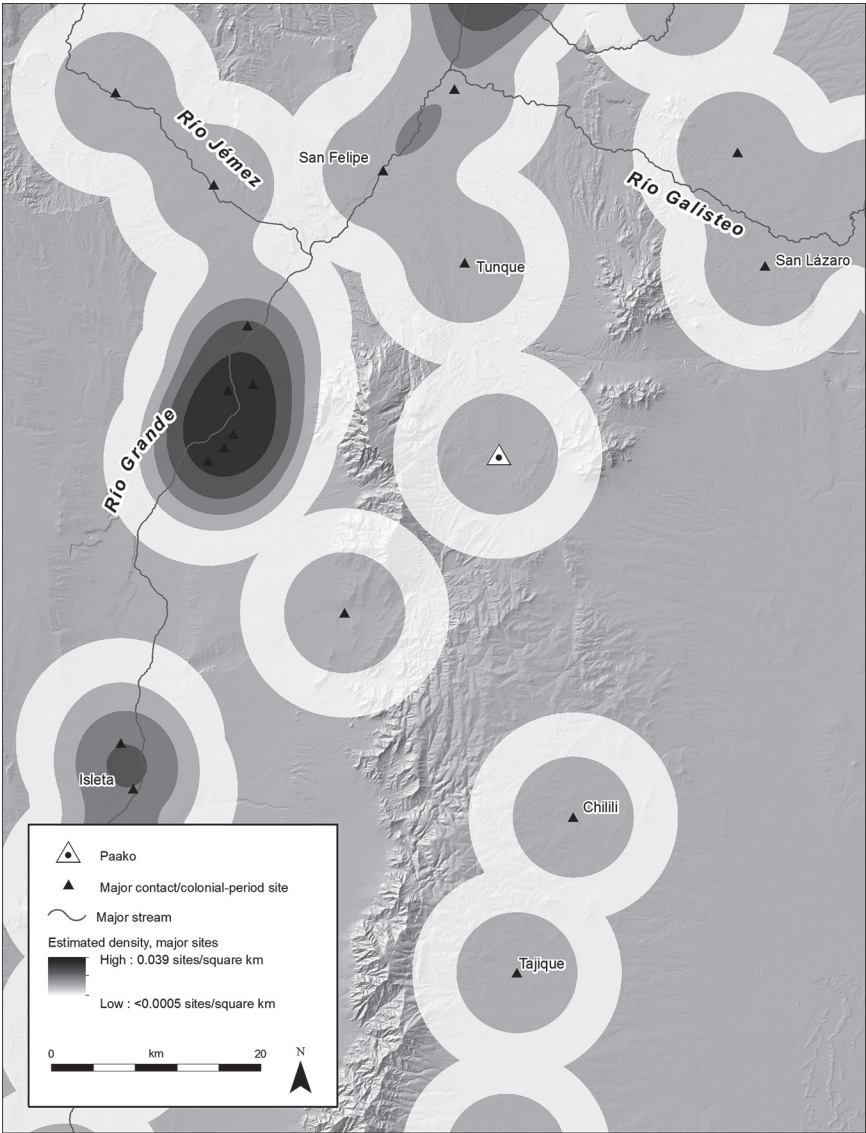 Río Jémez
San Felipe
Río Galisteo
San Lázaro
Tunque
Río Grande
Isleta
Chilili
Tajique
Paako
Major contact/colonial-period site
Major stream
Estimated density, major sites
High : 0.039 sites/square km
Low : <0.0005 sites/square km
0 km 20
N